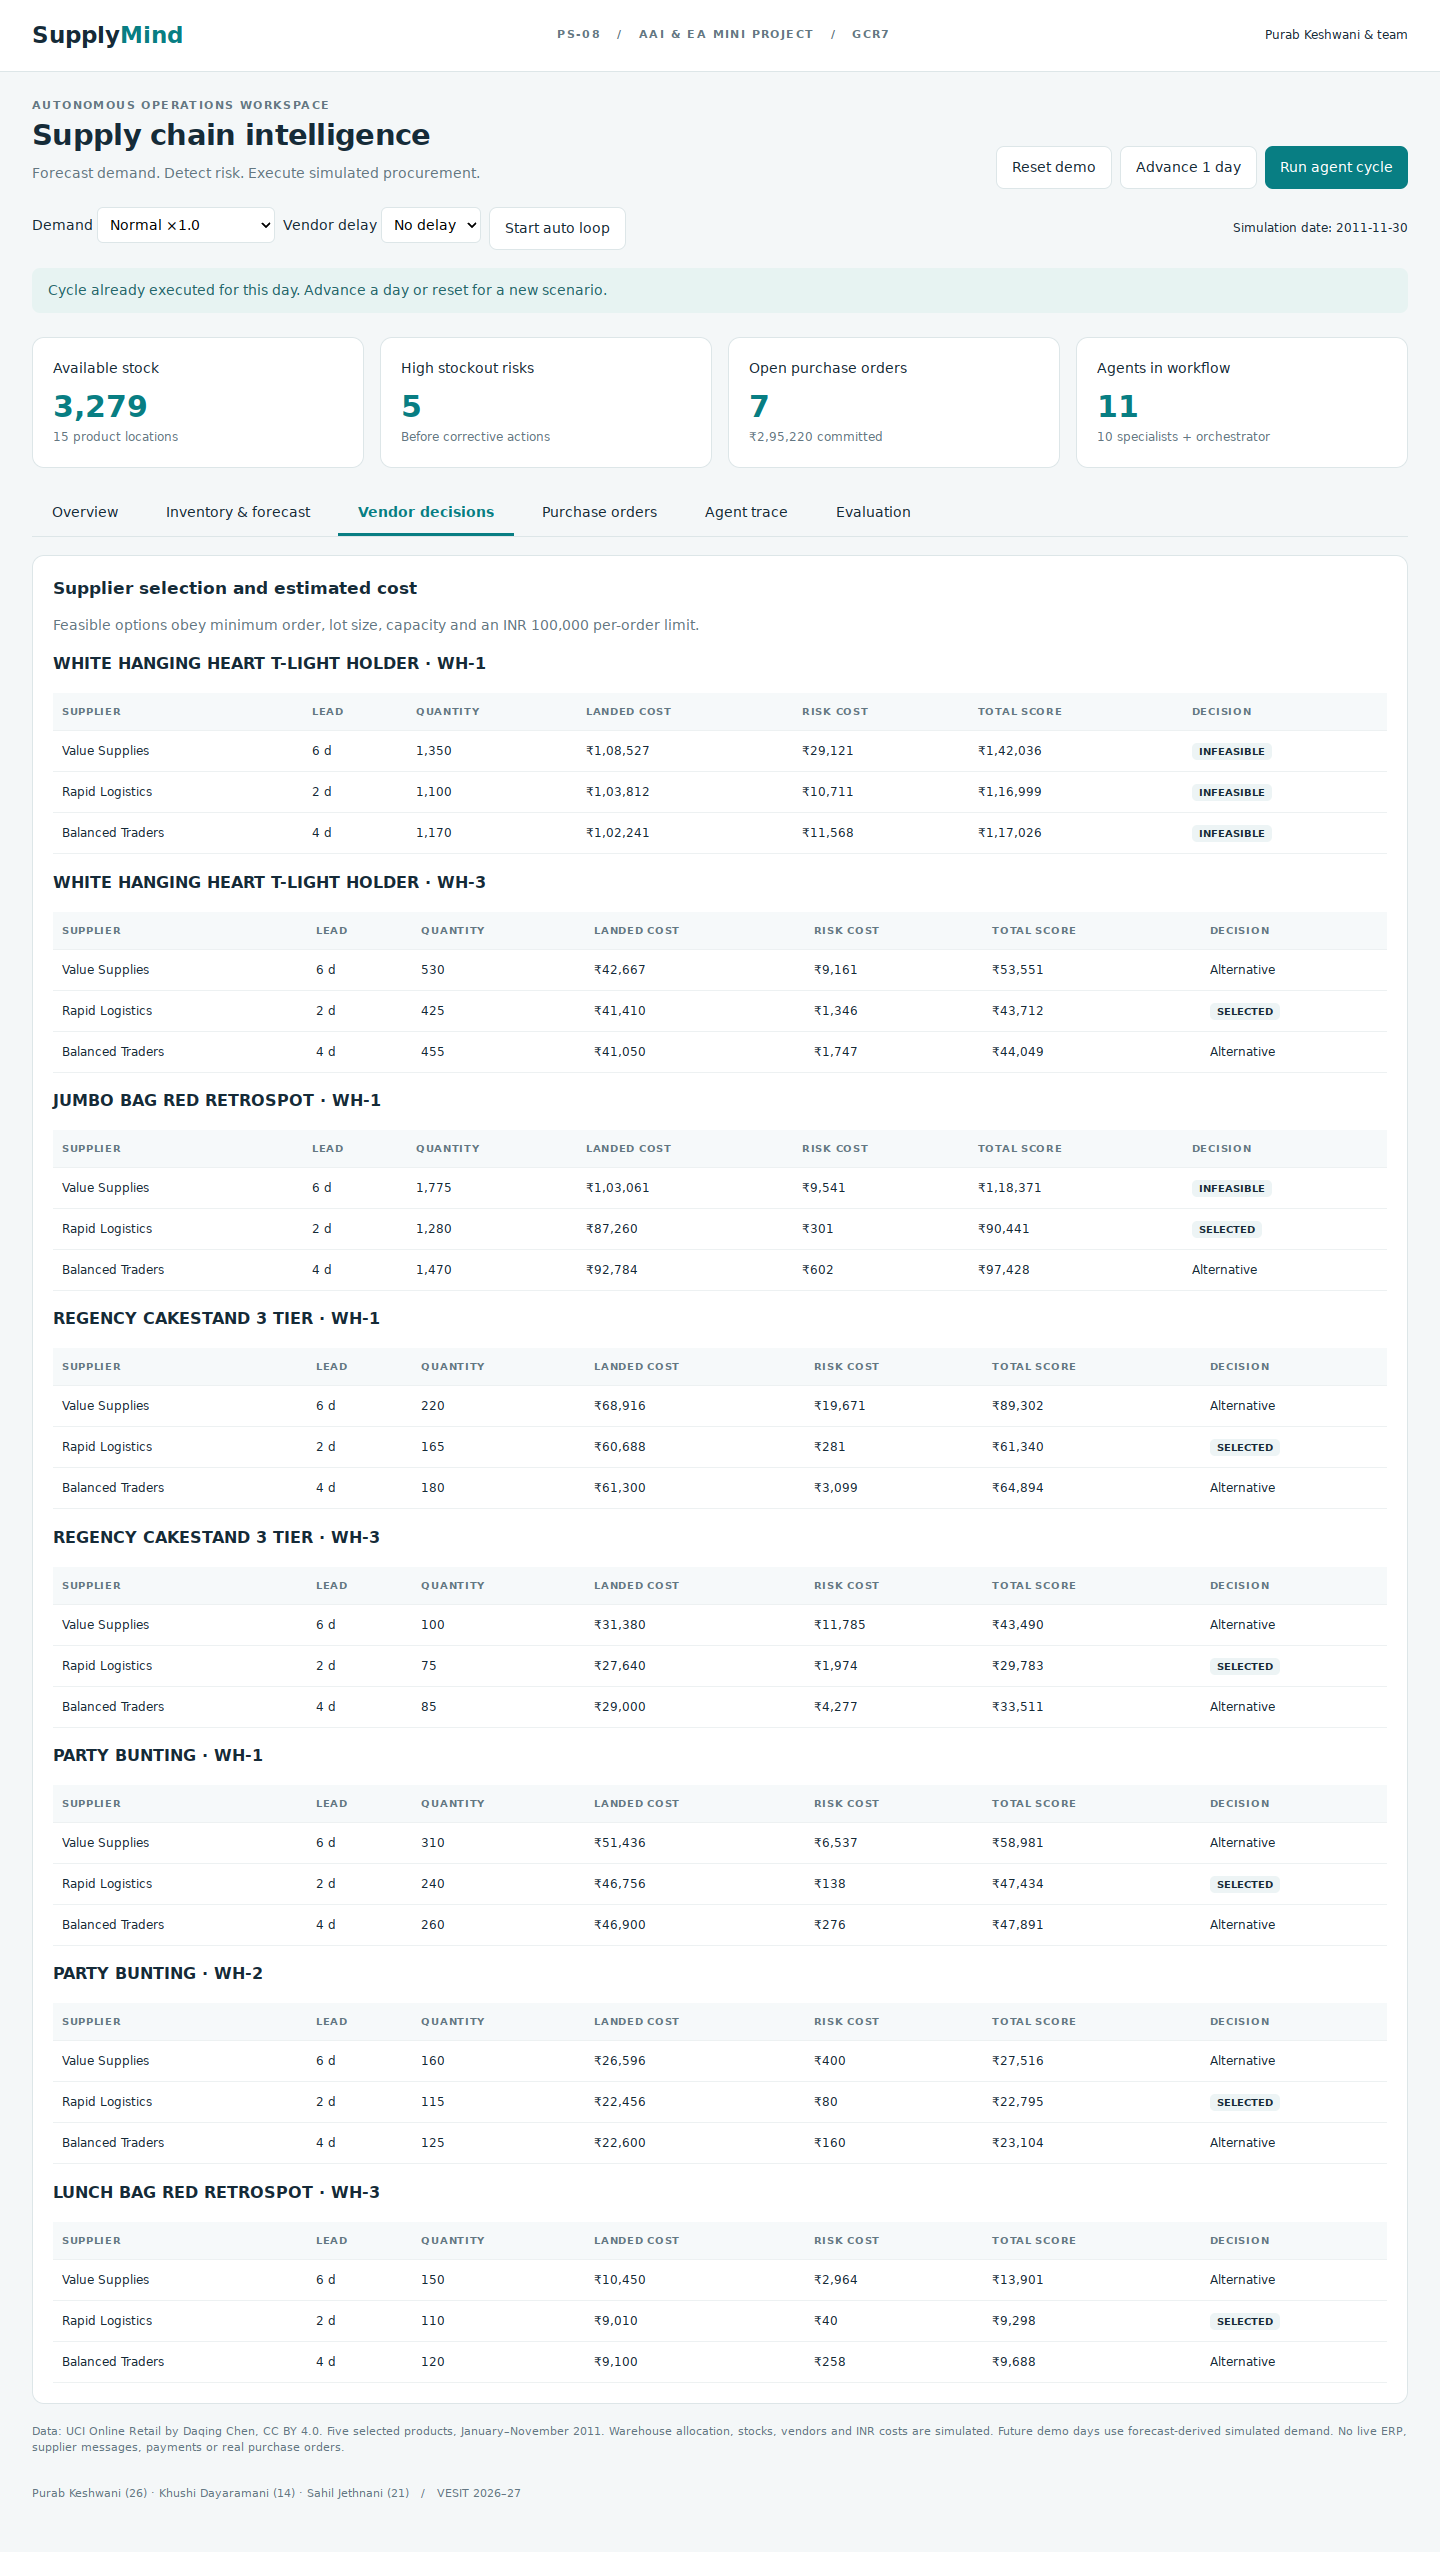 SupplyMind
PS-08 / AAI & EA MINI PROJECT / GCR7
Purab Keshwani & team
AUTONOMOUS OPERATIONS WORKSPACE
Supply chain intelligence
Forecast demand. Detect risk. Execute simulated procurement.
Reset demo
Advance 1 day
Run agent cycle
Demand Normal ×1.0 Vendor delay No delay Start auto loop
Simulation date: 2011-11-30
Cycle already executed for this day. Advance a day or reset for a new scenario.
Available stock
3,279
15 product locations
High stockout risks
5
Before corrective actions
Open purchase orders
7
₹2,95,220 committed
Agents in workflow
11
10 specialists + orchestrator
Overview Inventory & forecast Vendor decisions Purchase orders Agent trace Evaluation
Supplier selection and estimated cost
Feasible options obey minimum order, lot size, capacity and an INR 100,000 per-order limit.
WHITE HANGING HEART T-LIGHT HOLDER · WH-1
SUPPLIER LEAD QUANTITY LANDED COST RISK COST TOTAL SCORE DECISION
Value Supplies 6 d 1,350 ₹1,08,527 ₹29,121 ₹1,42,036 INFEASIBLE
Rapid Logistics 2 d 1,100 ₹1,03,812 ₹10,711 ₹1,16,999 INFEASIBLE
Balanced Traders 4 d 1,170 ₹1,02,241 ₹11,568 ₹1,17,026 INFEASIBLE
WHITE HANGING HEART T-LIGHT HOLDER · WH-3
SUPPLIER LEAD QUANTITY LANDED COST RISK COST TOTAL SCORE DECISION
Value Supplies 6 d 530 ₹42,667 ₹9,161 ₹53,551 Alternative
Rapid Logistics 2 d 425 ₹41,410 ₹1,346 ₹43,712 SELECTED
Balanced Traders 4 d 455 ₹41,050 ₹1,747 ₹44,049 Alternative
JUMBO BAG RED RETROSPOT · WH-1
SUPPLIER LEAD QUANTITY LANDED COST RISK COST TOTAL SCORE DECISION
Value Supplies 6 d 1,775 ₹1,03,061 ₹9,541 ₹1,18,371 INFEASIBLE
Rapid Logistics 2 d 1,280 ₹87,260 ₹301 ₹90,441 SELECTED
Balanced Traders 4 d 1,470 ₹92,784 ₹602 ₹97,428 Alternative
REGENCY CAKESTAND 3 TIER · WH-1
SUPPLIER LEAD QUANTITY LANDED COST RISK COST TOTAL SCORE DECISION
Value Supplies 6 d 220 ₹68,916 ₹19,671 ₹89,302 Alternative
Rapid Logistics 2 d 165 ₹60,688 ₹281 ₹61,340 SELECTED
Balanced Traders 4 d 180 ₹61,300 ₹3,099 ₹64,894 Alternative
REGENCY CAKESTAND 3 TIER · WH-3
SUPPLIER LEAD QUANTITY LANDED COST RISK COST TOTAL SCORE DECISION
Value Supplies 6 d 100 ₹31,380 ₹11,785 ₹43,490 Alternative
Rapid Logistics 2 d 75 ₹27,640 ₹1,974 ₹29,783 SELECTED
Balanced Traders 4 d 85 ₹29,000 ₹4,277 ₹33,511 Alternative
PARTY BUNTING · WH-1
SUPPLIER LEAD QUANTITY LANDED COST RISK COST TOTAL SCORE DECISION
Value Supplies 6 d 310 ₹51,436 ₹6,537 ₹58,981 Alternative
Rapid Logistics 2 d 240 ₹46,756 ₹138 ₹47,434 SELECTED
Balanced Traders 4 d 260 ₹46,900 ₹276 ₹47,891 Alternative
PARTY BUNTING · WH-2
SUPPLIER LEAD QUANTITY LANDED COST RISK COST TOTAL SCORE DECISION
Value Supplies 6 d 160 ₹26,596 ₹400 ₹27,516 Alternative
Rapid Logistics 2 d 115 ₹22,456 ₹80 ₹22,795 SELECTED
Balanced Traders 4 d 125 ₹22,600 ₹160 ₹23,104 Alternative
LUNCH BAG RED RETROSPOT · WH-3
SUPPLIER LEAD QUANTITY LANDED COST RISK COST TOTAL SCORE DECISION
Value Supplies 6 d 150 ₹10,450 ₹2,964 ₹13,901 Alternative
Rapid Logistics 2 d 110 ₹9,010 ₹40 ₹9,298 SELECTED
Balanced Traders 4 d 120 ₹9,100 ₹258 ₹9,688 Alternative
Data: UCI Online Retail by Daqing Chen, CC BY 4.0. Five selected products, January–November 2011. Warehouse allocation, stocks, vendors and INR costs are simulated. Future demo days use forecast-derived simulated demand. No live ERP,
supplier messages, payments or real purchase orders.
Purab Keshwani (26) · Khushi Dayaramani (14) · Sahil Jethnani (21) / VESIT 2026–27